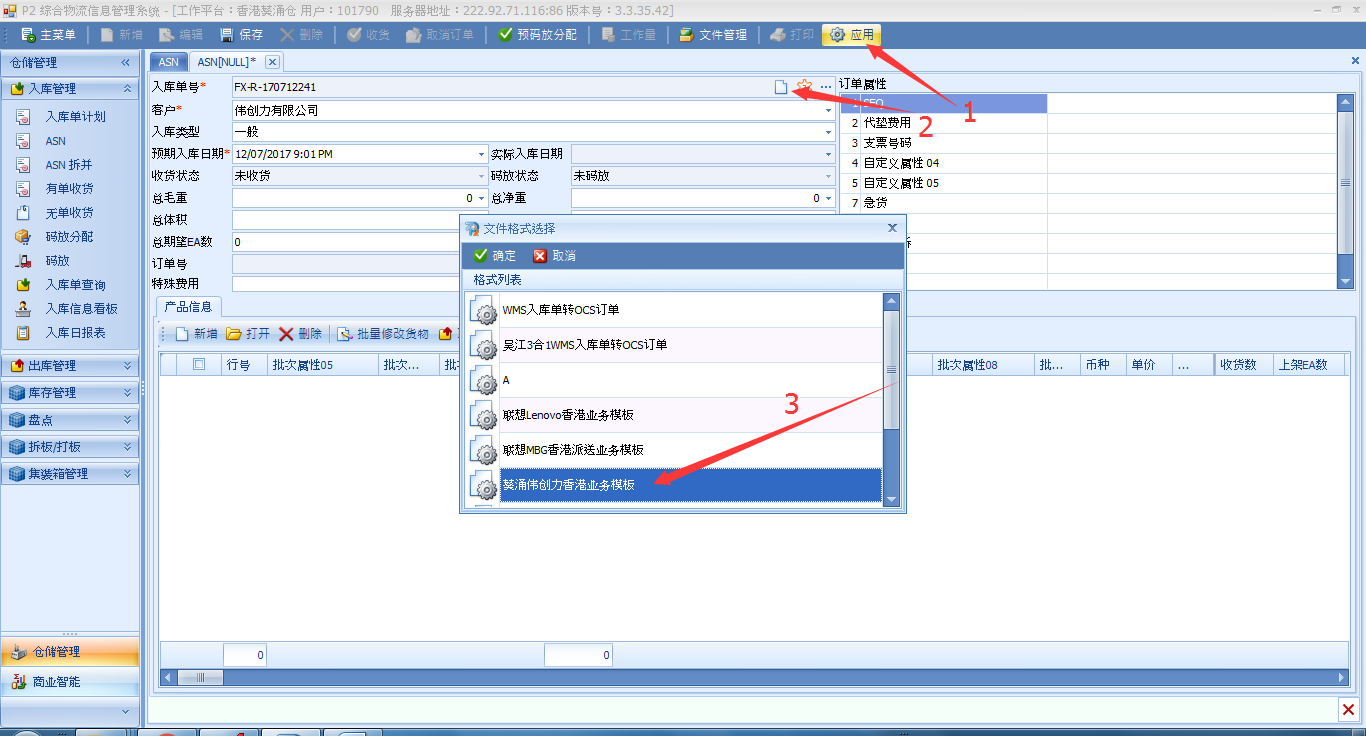 P2 综合物流信息管理系统 - [工作平台：香港葵涌仓 用户：101790 服务器地址：222.92.71.116:86 版本号：3.3.35.42]
主菜单 新增 编辑 保存 删除 收货 取消订单 预码放分配 工作量 文件管理 打印 应用
仓储管理
入库管理
入库单计划
ASN
ASN 拆并
有单收货
无单收货
码放分配
码放
入库单查询
入库信息看板
入库日报表
出库管理
库存管理
盘点
拆板/打板
集装箱管理
仓储管理
商业智能
ASN ASN[NULL]*
入库单号* FX-R-170712241
客户* 伟创力有限公司
入库类型 一般
预期入库日期* 12/07/2017 9:01 PM 实际入库日期
收货状态 未收货 码放状态 未码放
总毛重 0 总净重 0
总体积
总期望EA数 0
订单号
特殊费用
订单属性
2 代垫费用
3 支票号码
4 自定义属性 04
5 自定义属性 05
7 急货
1
2
产品信息
新增 打开 删除 批量修改货物
行号 批次属性05 批次... 批次属性08 批... 币种 单价 ... 收货数 上架EA数
文件格式选择
确定 取消
格式列表
WMS入库单转OCS订单
吴江3合1WMS入库单转OCS订单
A
联想Lenovo香港业务模板
联想MBG香港派送业务模板
葵涌伟创力香港业务模板
3
0 0